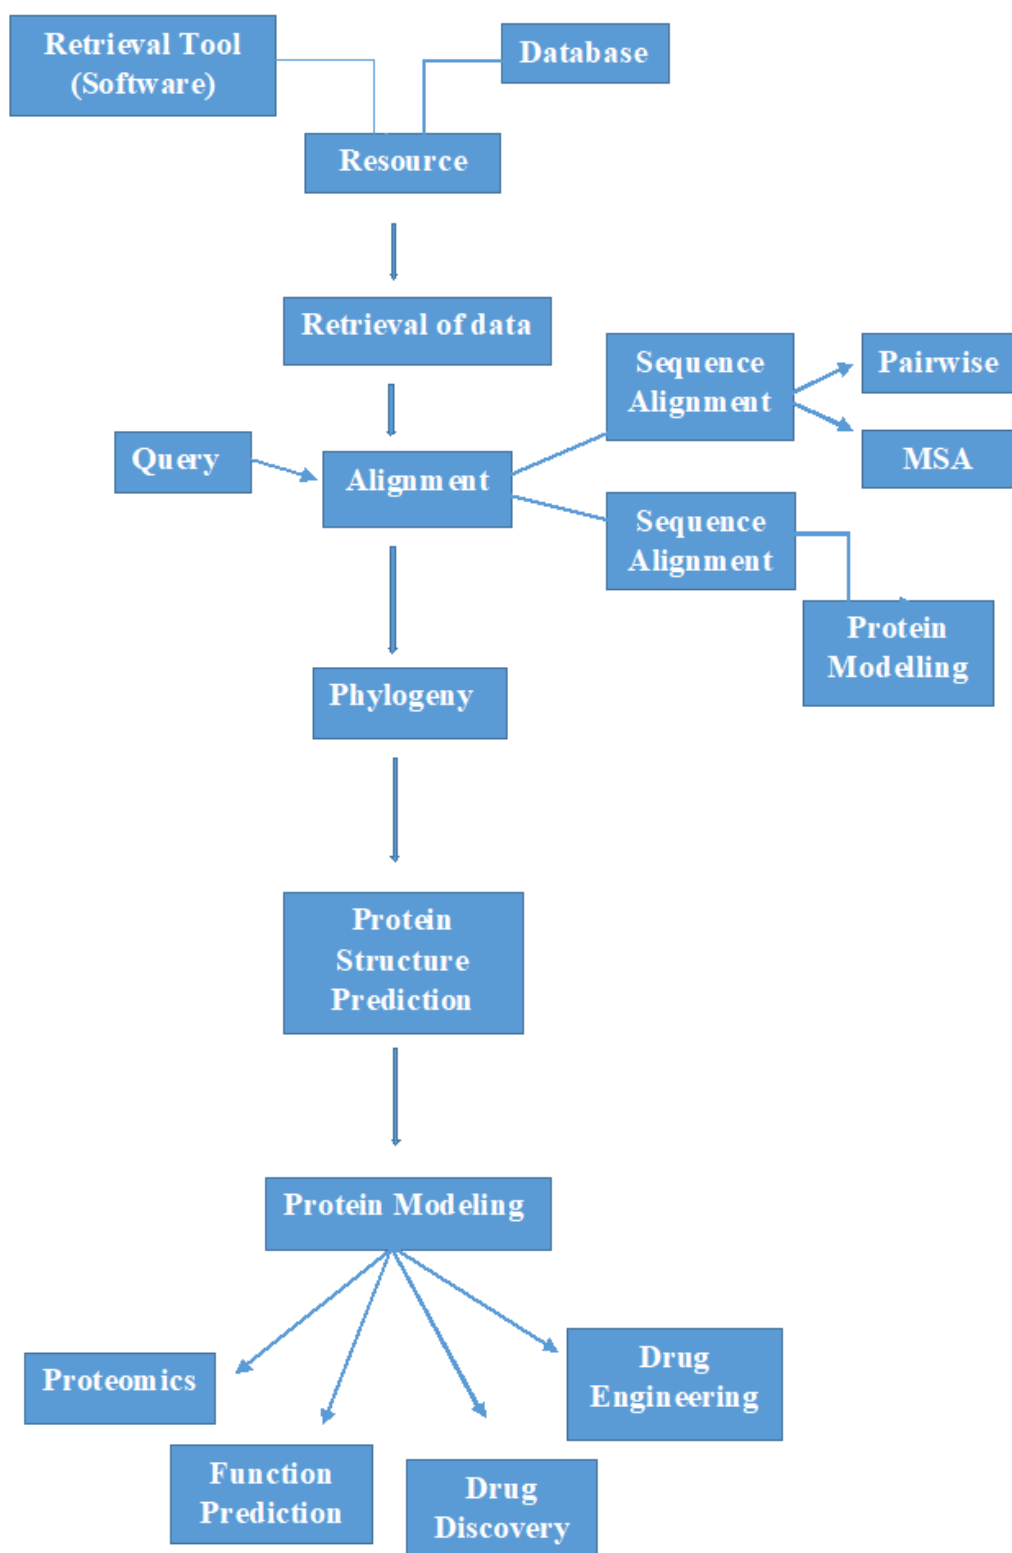 Retrieval Tool
(Software)
Database
Resource
Retrieval of data
Sequence
Alignment
Pairwise
MSA
Query
Alignment
Sequence
Alignment
Protein
Modelling
Phylogeny
Protein
Structure
Prediction
Protein Modeling
Proteomics
Drug
Engineering
Function
Prediction
Drug
Discovery